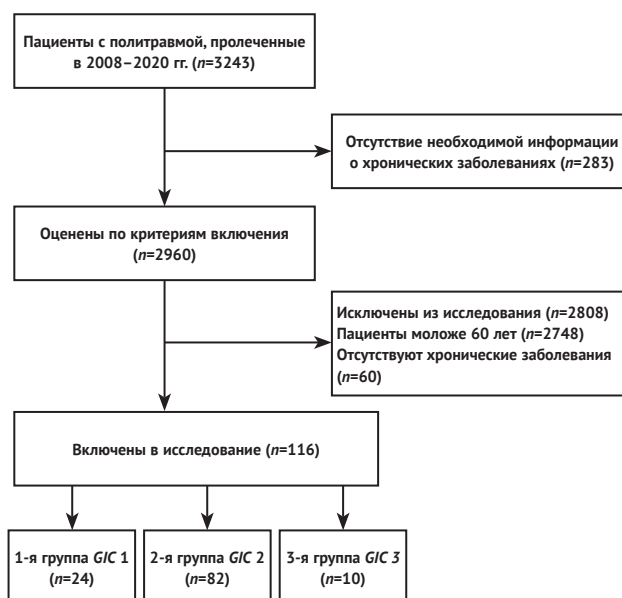 Пациенты с политравмой, пролеченные
в 2008–2020 гг. (n=3243)
Отсутствие необходимой информации
о хронических заболеваниях (n=283)
Оценены по критериям включения
(n=2960)
Исключены из исследования (n=2808)
Пациенты моложе 60 лет (n=2748)
Отсутствуют хронические заболевания
(n=60)
Включены в исследование (n=116)
1-я группа GIC 1
(n=24)
2-я группа GIC 2
(n=82)
3-я группа GIC 3
(n=10)